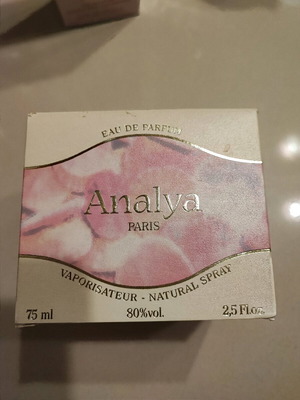 EAU DE PARFUM
Analya
PARIS
VAPORISATEUR - NATURAL SPRAY
75 ml 80%vol. 2,5 Fl.oz.